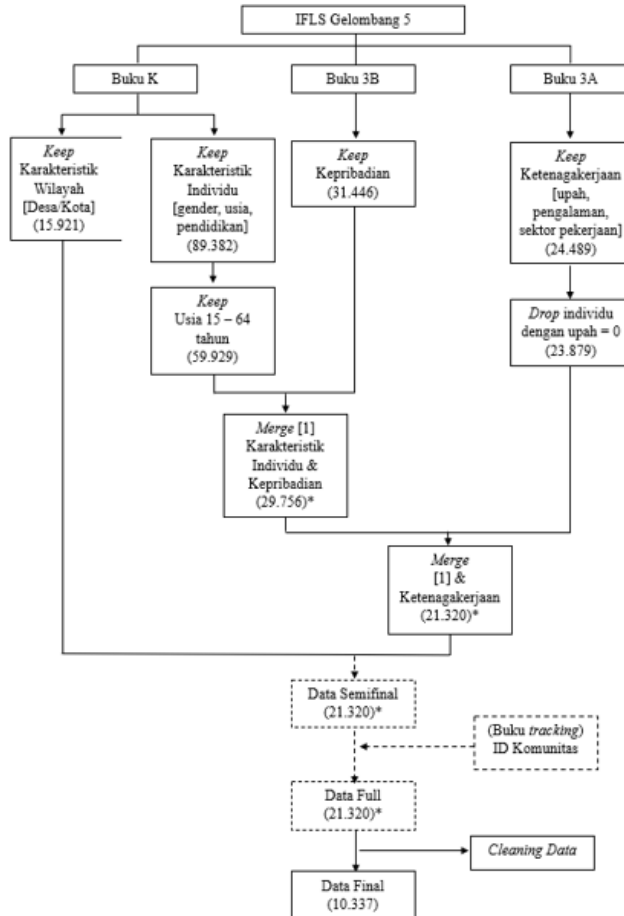 IFLS Gelombang 5
Buku K
Buku 3B
Buku 3A
Keep
Karakteristik
Wilayah
[Desa/Kota]
(15.921)
Keep
Karakteristik
Individu
[gender, usia,
pendidikan]
(89.382)
Keep
Kepribadian
(31.446)
Keep
Ketenagakerjaan
[upah,
pengalaman,
sektor pekerjaan]
(24.489)
Keep
Usia 15 – 64
tahun
(59.929)
Drop individu
dengan upah = 0
(23.879)
Merge [1]
Karakteristik
Individu &
Kepribadian
(29.756)*
Merge
[1] &
Ketenagakerjaan
(21.320)*
Data Semifinal
(21.320)*
(Buku tracking)
ID Komunitas
Data Full
(21.320)*
Cleaning Data
Data Final
(10.337)